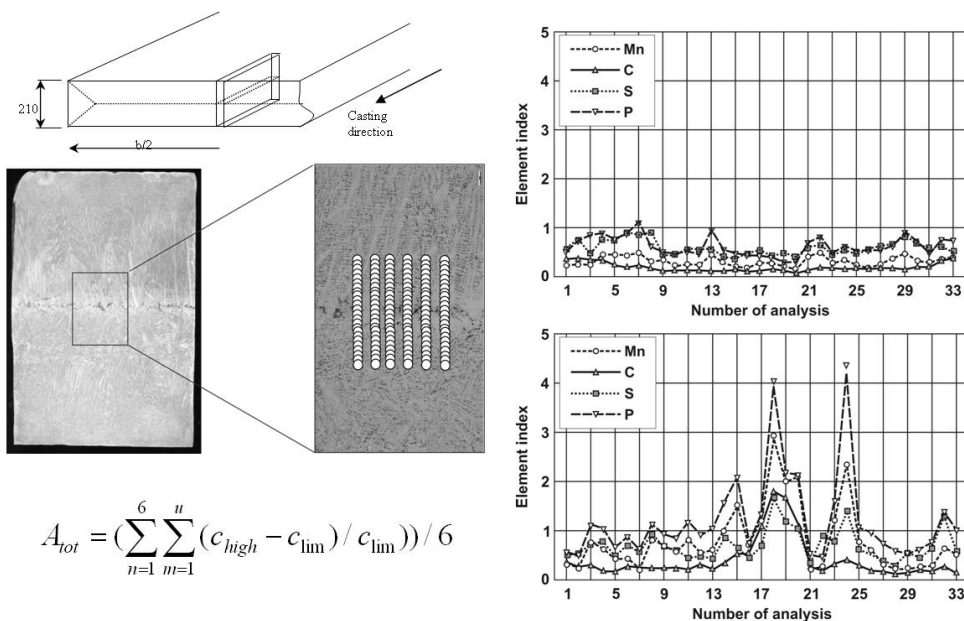 210
b/2
Casting
direction
A_tot = (∑_{n=1}^{6} ∑_{m=1}^{u} (c_high − c_lim) / c_lim)) / 6
Element index
5
4
3
2
1
0
Mn
C
S
P
1 5 9 13 17 21 25 29 33
Number of analysis
Element index
5
4
3
2
1
0
Mn
C
S
P
1 5 9 13 17 21 25 29 33
Number of analysis